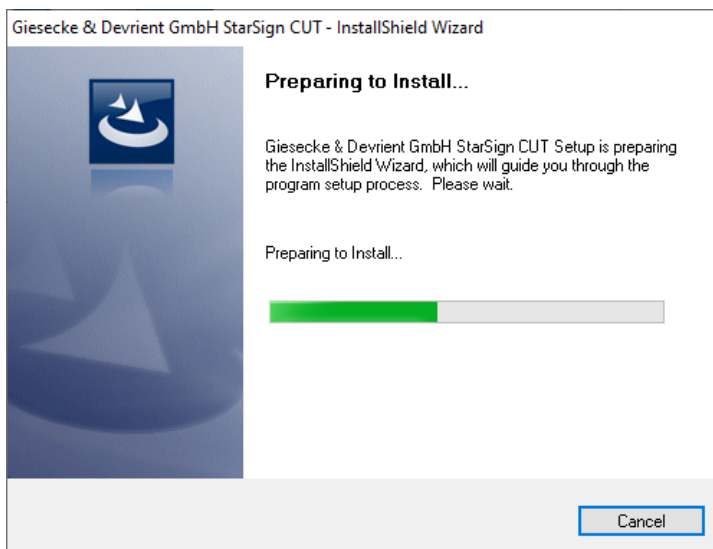 Giesecke & Devrient GmbH StarSign CUT - InstallShield Wizard
Preparing to Install...
Giesecke & Devrient GmbH StarSign CUT Setup is preparing
the InstallShield Wizard, which will guide you through the
program setup process.  Please wait.
Preparing to Install...
Cancel